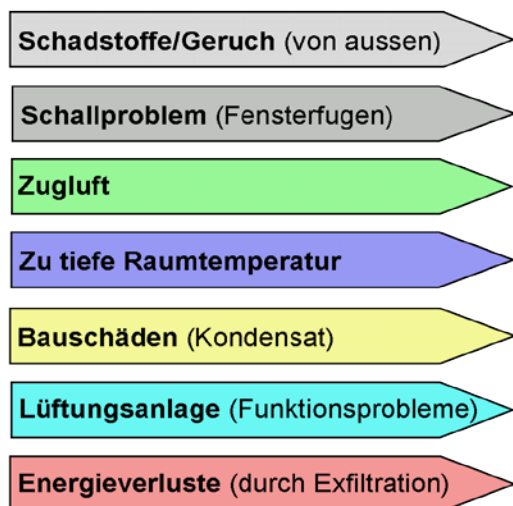 Schadstoffe/Geruch (von aussen)
Schallproblem (Fensterfugen)
Zugluft
Zu tiefe Raumtemperatur
Bauschäden (Kondensat)
Lüftungsanlage (Funktionsprobleme)
Energieverluste (durch Exfiltration)